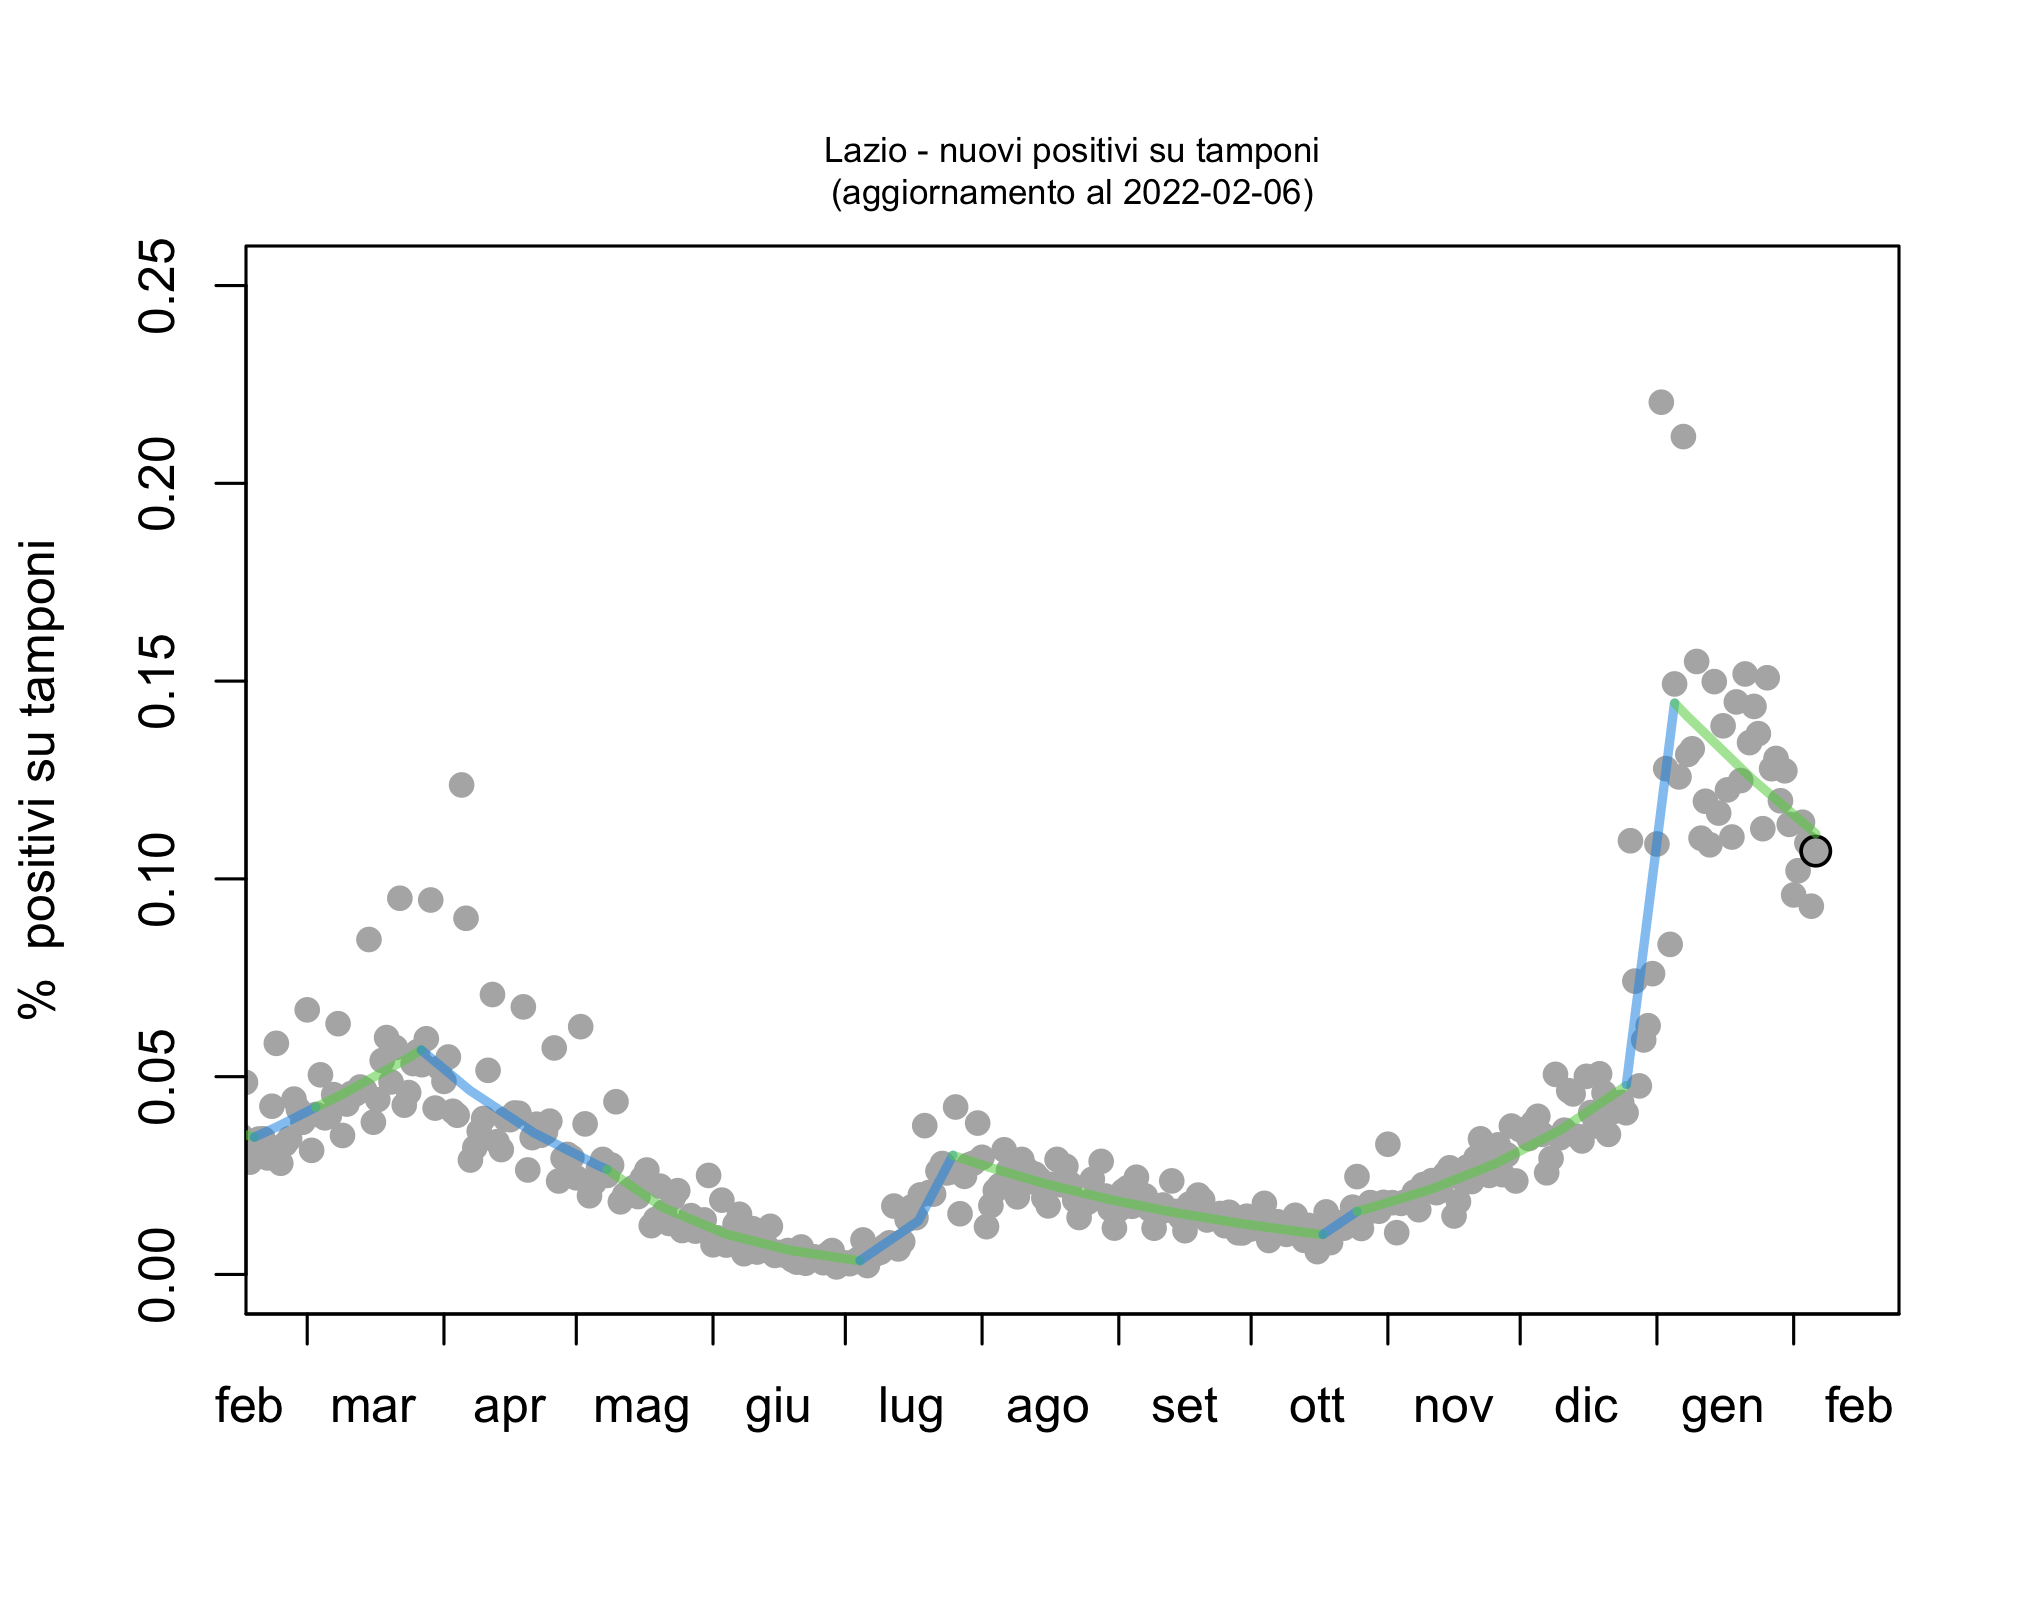 Lazio - nuovi positivi su tamponi
(aggiornamento al 2022-02-06)
% positivi su tamponi
0.25
0.20
0.15
0.10
0.05
0.00
feb mar apr mag giu lug ago set ott nov dic gen feb